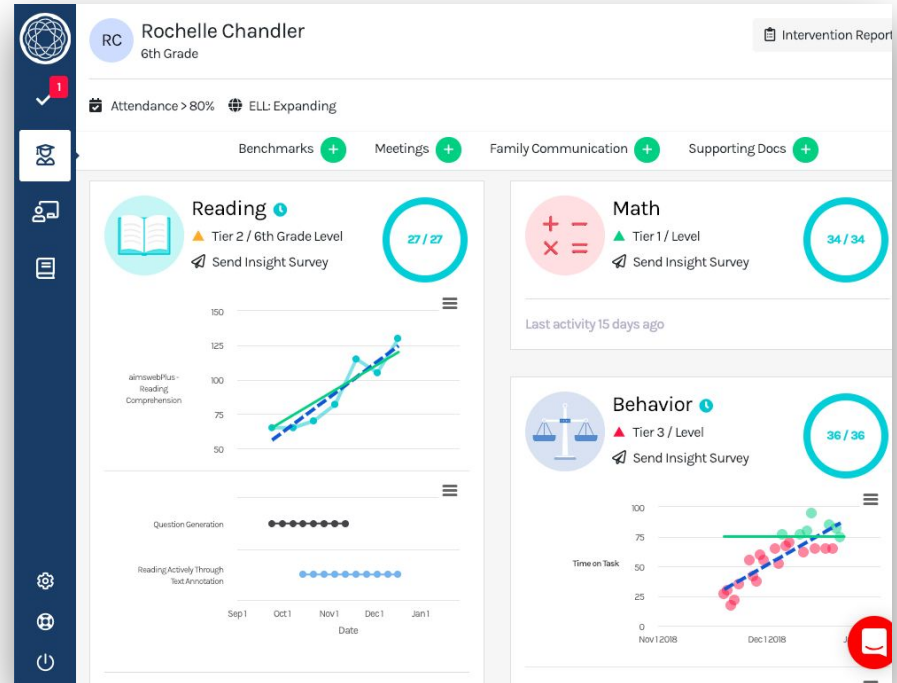 RC
Rochelle Chandler
6th Grade
Intervention Report
1
Attendance > 80%
ELL: Expanding
Benchmarks +
Meetings +
Family Communication +
Supporting Docs +
Reading
Tier 2 / 6th Grade Level
Send Insight Survey
27 / 27
150
125
100
75
50
aimswebPlus -
Reading
Comprehension
Question Generation
Reading Actively Through
Text Annotation
Sep 1 Oct 1 Nov 1 Dec 1 Jan 1
Date
Math
Tier 1 / Level
Send Insight Survey
34 / 34
Last activity 15 days ago
Behavior
Tier 3 / Level
Send Insight Survey
36 / 36
100
75
50
25
0
Time on Task
Nov 1 2018 Dec 1 2018